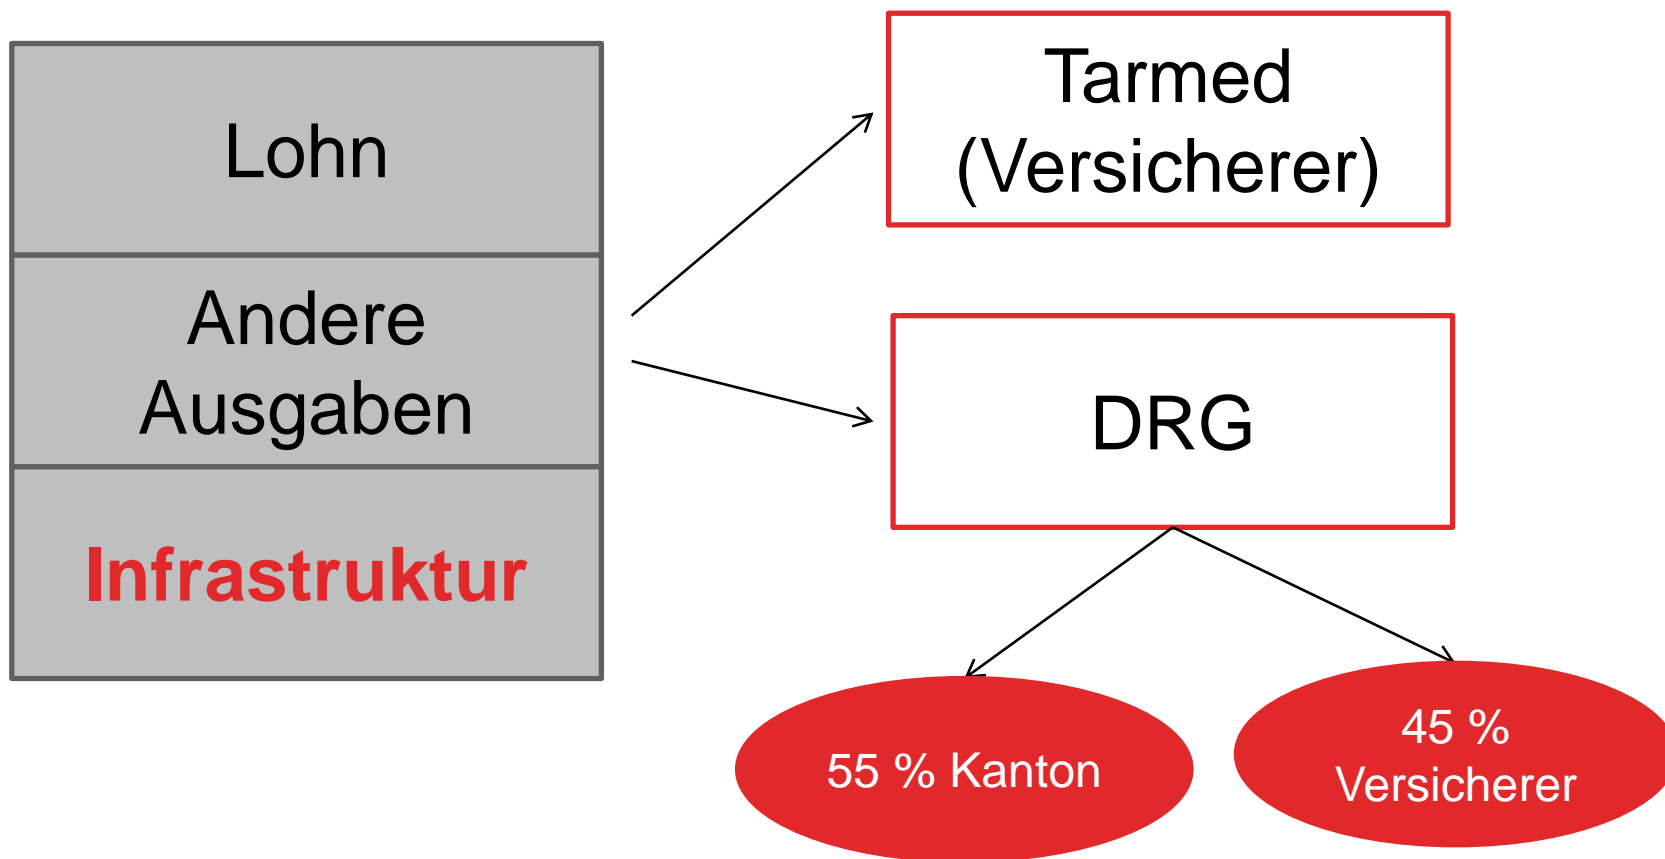 Lohn
Andere
Ausgaben
Infrastruktur
Tarmed
(Versicherer)
DRG
55 % Kanton
45 %
Versicherer